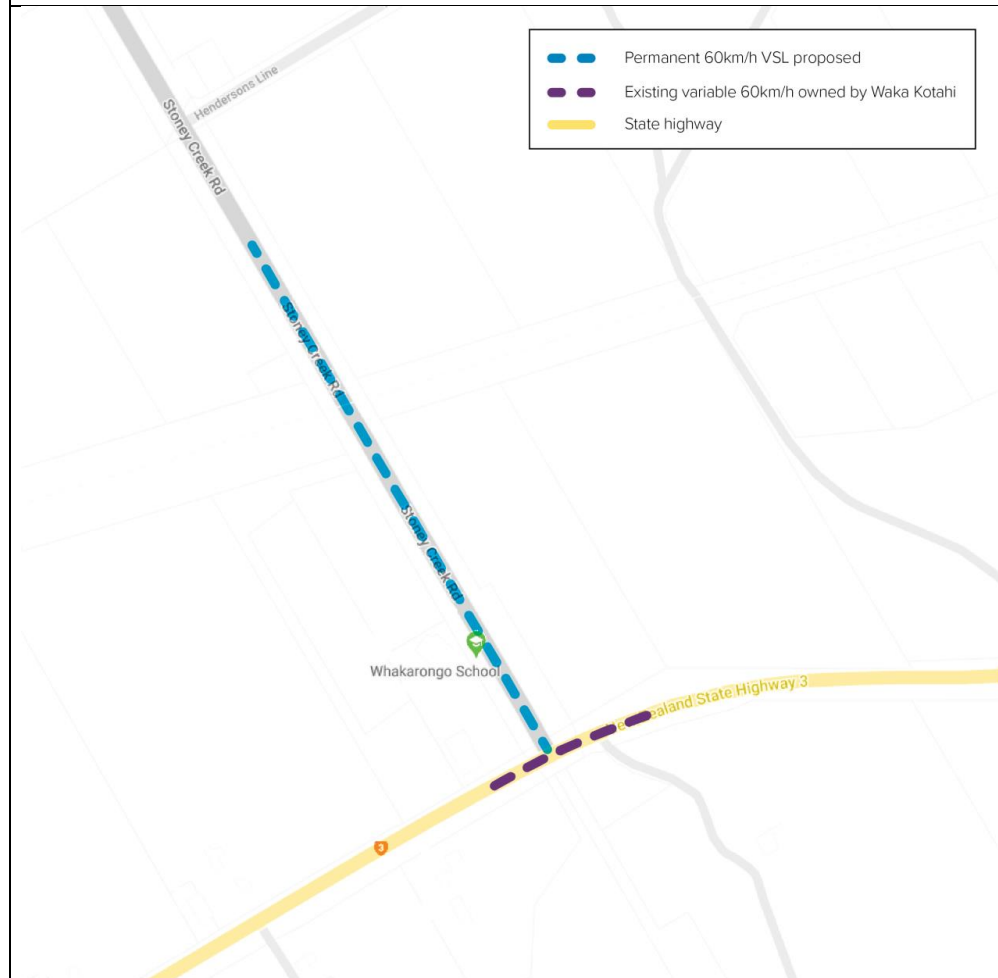 Permanent 60km/h VSL proposed
Existing variable 60km/h owned by Waka Kotahi
State highway
Hendersons Line
Stoney Creek Rd
Stoney Creek Rd
Stoney Creek Rd
Whakarongo School
Zealand State Highway 3
3